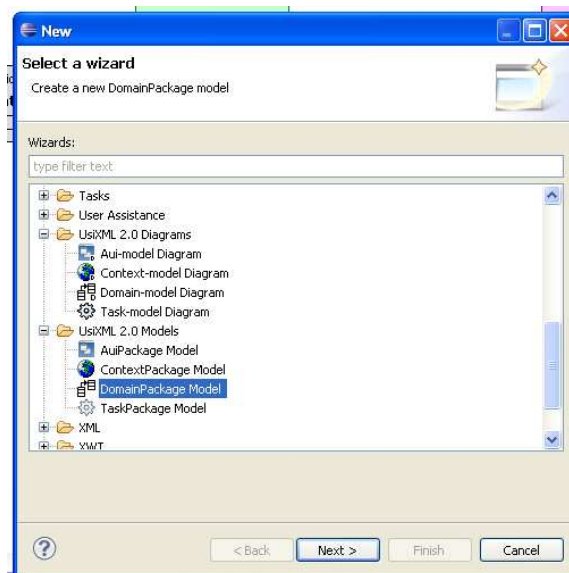 New
Select a wizard
Create a new DomainPackage model
Wizards:
type filter text
Tasks
User Assistance
UsiXML 2.0 Diagrams
Aui-model Diagram
Context-model Diagram
Domain-model Diagram
Task-model Diagram
UsiXML 2.0 Models
AuiPackage Model
ContextPackage Model
DomainPackage Model
TaskPackage Model
XML
XWT
? < Back Next > Finish Cancel